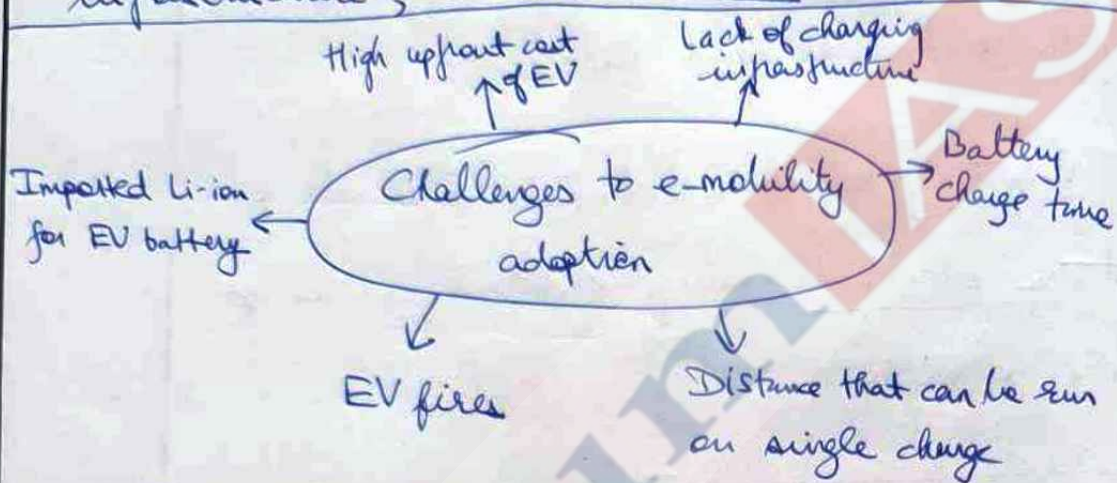 High upfront cost
of EV
Lack of charging
infrastructure
Imported Li-ion
for EV battery
Challenges to e-mobility
adoption
Battery
charge time
EV fires
Distance that can be run
on single charge
IAS